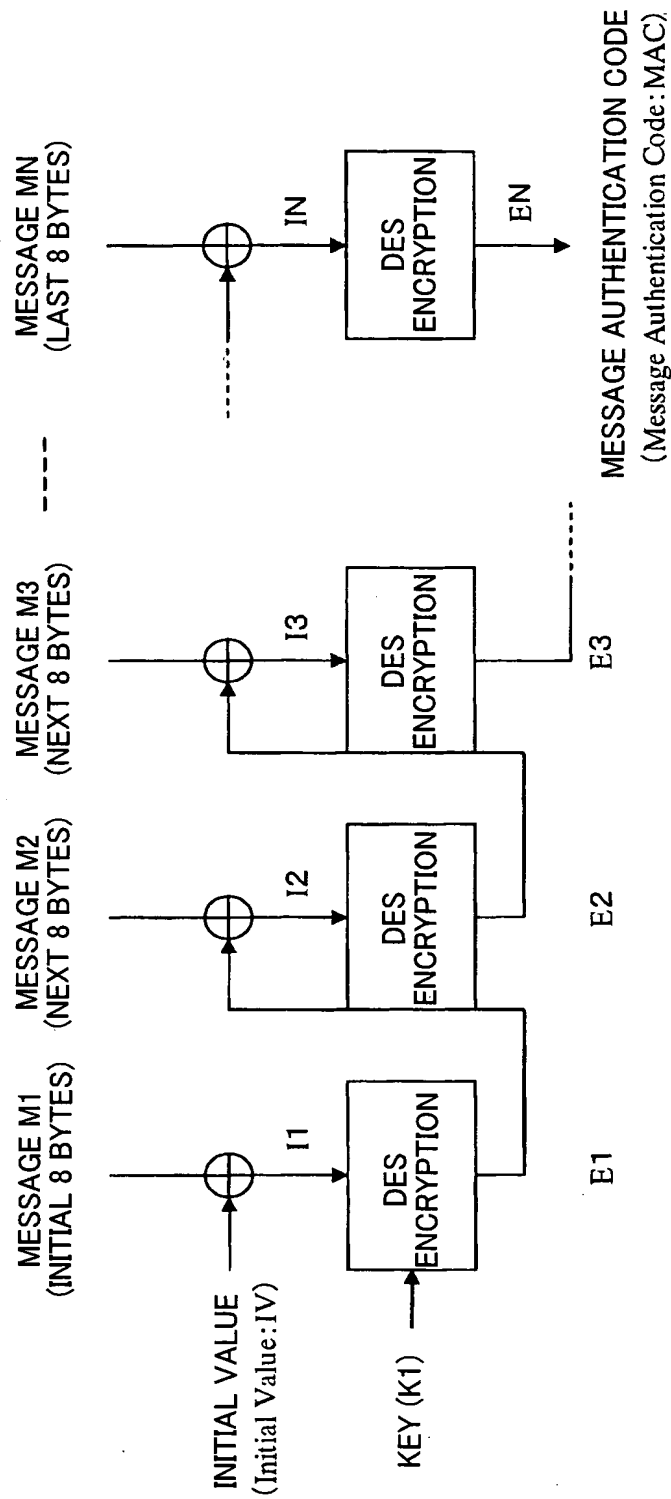 MESSAGE M1
(INITIAL 8 BYTES)
MESSAGE M2
(NEXT 8 BYTES)
MESSAGE M3
(NEXT 8 BYTES)
MESSAGE MN
(LAST 8 BYTES)
INITIAL VALUE
(Initial Value:IV)
I1
I2
I3
IN
KEY (K1)
DES
ENCRYPTION
DES
ENCRYPTION
DES
ENCRYPTION
DES
ENCRYPTION
E1
E2
E3
EN
MESSAGE AUTHENTICATION CODE
(Message Authentication Code:MAC)